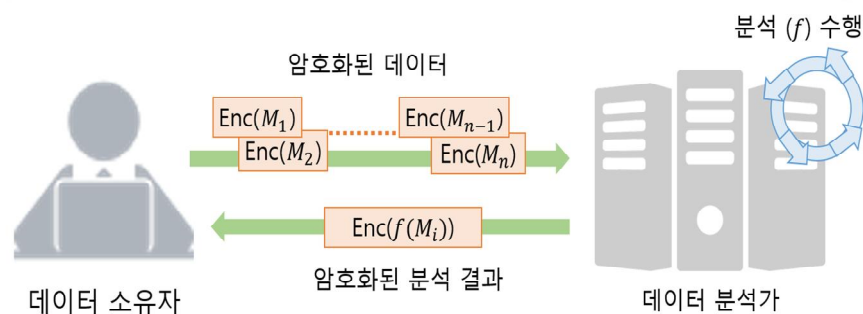 분석 (f) 수행
암호화된 데이터
Enc(M₁)
Enc(M₂)
Enc(Mₙ₋₁)
Enc(Mₙ)
Enc(f(Mᵢ))
암호화된 분석 결과
데이터 소유자
데이터 분석가